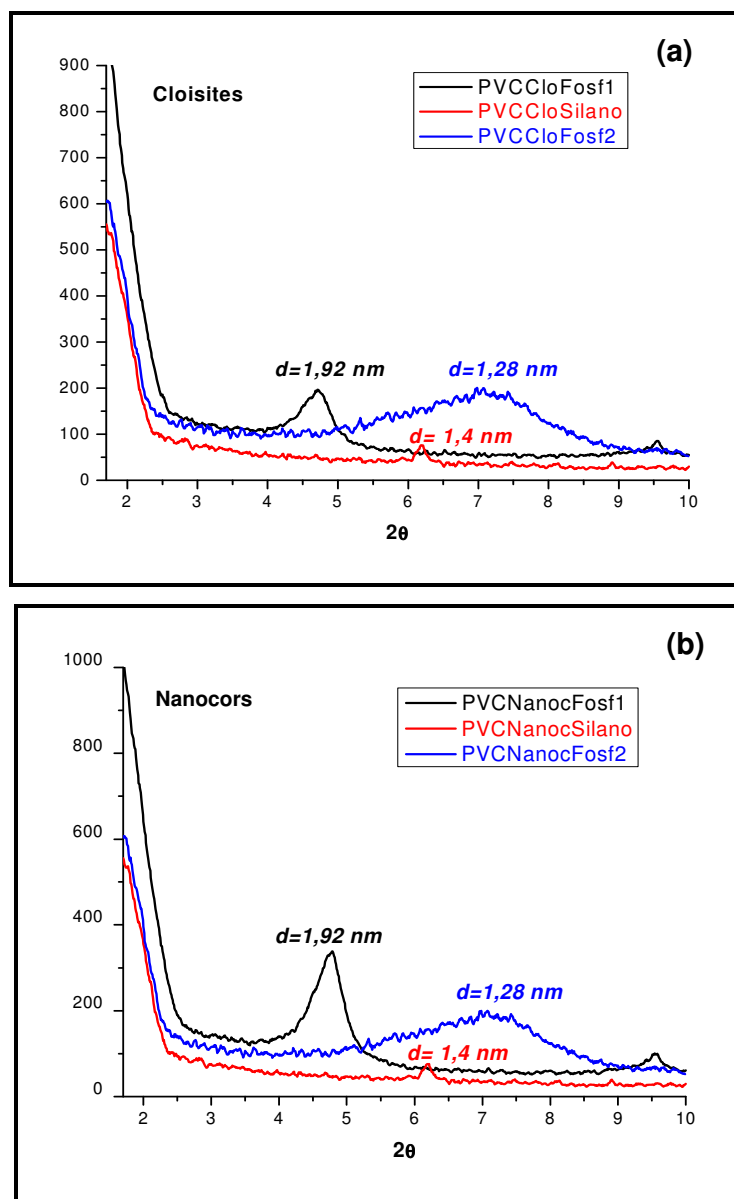 (a)
Cloisites
PVCCloFosf1
PVCCloSilano
PVCCloFosf2
900
800
700
600
500
400
300
200
100
0
d=1,92 nm
d=1,28 nm
d= 1,4 nm
2 3 4 5 6 7 8 9 10
2θ
(b)
Nanocors
PVCNanocFosf1
PVCNanocSilano
PVCNanocFosf2
1000
800
600
400
200
0
d=1,92 nm
d=1,28 nm
d= 1,4 nm
2 3 4 5 6 7 8 9 10
2θ